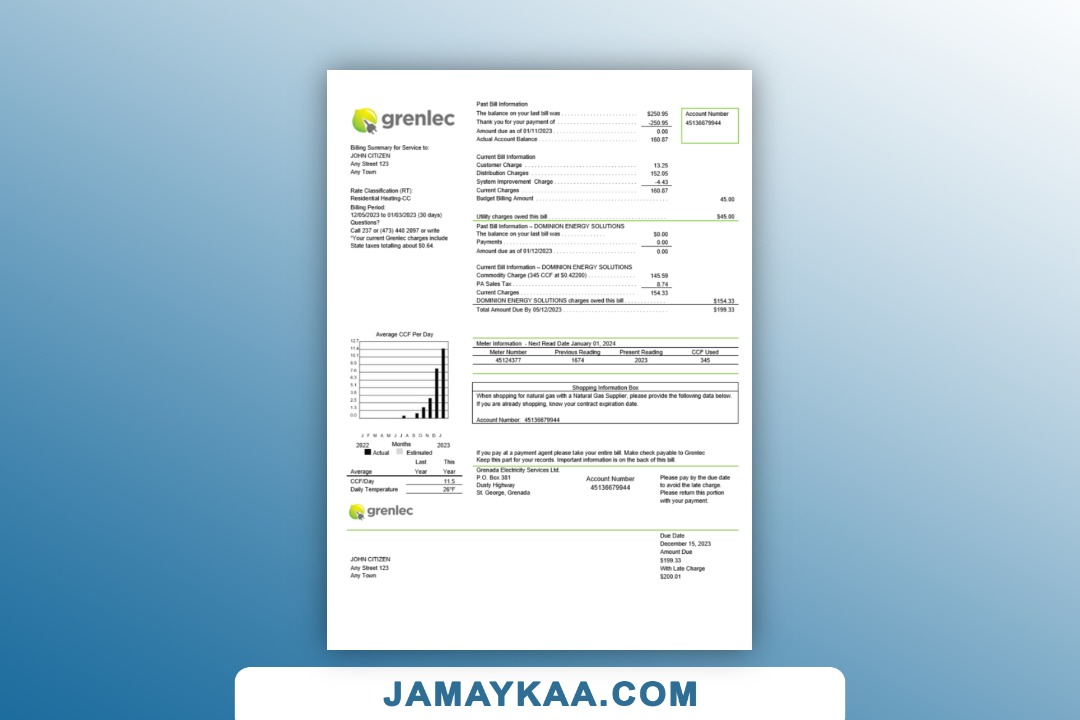 grenlec
Billing Summary for Service to:
JOHN CITIZEN
Any Street 123
Any Town
Rate Classification (RT):
Residential Heating-CC
Billing Period:
12/05/2023 to 01/03/2023 (30 days)
Questions?
Call 237 or (473) 440 2097 or write
*Your current Grenlec charges include
State taxes totalling about $0.64.
Past Bill Information
The balance on your last bill was $250.95
Thank you for your payment of -250.95
Amount due as of 01/11/2023 0.00
Actual Account Balance 160.87
Account Number
45136879944
Current Bill Information
Customer Charge 13.25
Distribution Charges 152.05
System Improvement Charge -4.43
Current Charges 160.87
Budget Billing Amount 45.00
Utility charges owed this bill $45.00
Past Bill Information – DOMINION ENERGY SOLUTIONS
The balance on your last bill was $0.00
Payments 0.00
Amount due as of 01/12/2023 0.00
Current Bill Information – DOMINION ENERGY SOLUTIONS
Commodity Charge (345 CCF at $0.42200) 145.59
PA Sales Tax 8.74
Current Charges 154.33
DOMINION ENERGY SOLUTIONS charges owed this bill $154.33
Total Amount Due By 05/12/2023 $199.33
Average CCF Per Day
12.7
11.4
10.1
8.9
7.6
6.3
5.1
3.8
2.5
1.3
0.0
J F M A M J J A S O N D J
2022 Months 2023
Actual Estimated
Last This
Average Year Year
CCF/Day 11.5
Daily Temperature 26°F
Meter Information - Next Read Date January 01, 2024
Meter Number Previous Reading Present Reading CCF Used
45124377 1674 2023 345
Shopping Information Box
When shopping for natural gas with a Natural Gas Supplier, please provide the following data below.
If you are already shopping, know your contract expiration date.
Account Number: 45136879944
If you pay at a payment agent please take your entire bill. Make check payable to Grenlec
Keep this part for your records. Important information is on the back of this bill.
Grenada Electricity Services Ltd.
P.O. Box 381
Dusty Highway
St. George, Grenada
Account Number
45136679944
Please pay by the due date
to avoid the late charge.
Please return this portion
with your payment.
grenlec
Due Date
December 15, 2023
Amount Due
$199.33
With Late Charge
$200.01
JOHN CITIZEN
Any Street 123
Any Town
JAMAYKAA.COM